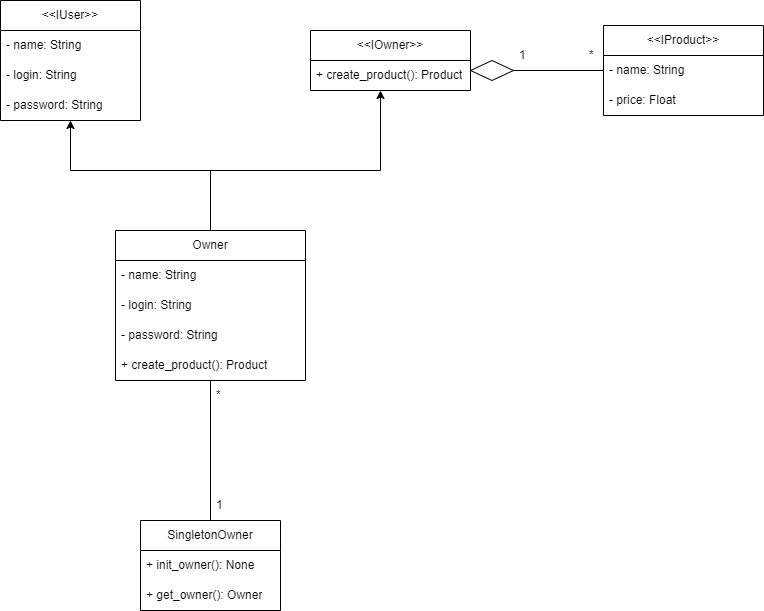 <<IUser>>
- name: String
- login: String
- password: String
<<IOwner>>
+ create_product(): Product
1
*
<<IProduct>>
- name: String
- price: Float
Owner
- name: String
- login: String
- password: String
+ create_product(): Product
*
1
SingletonOwner
+ init_owner(): None
+ get_owner(): Owner